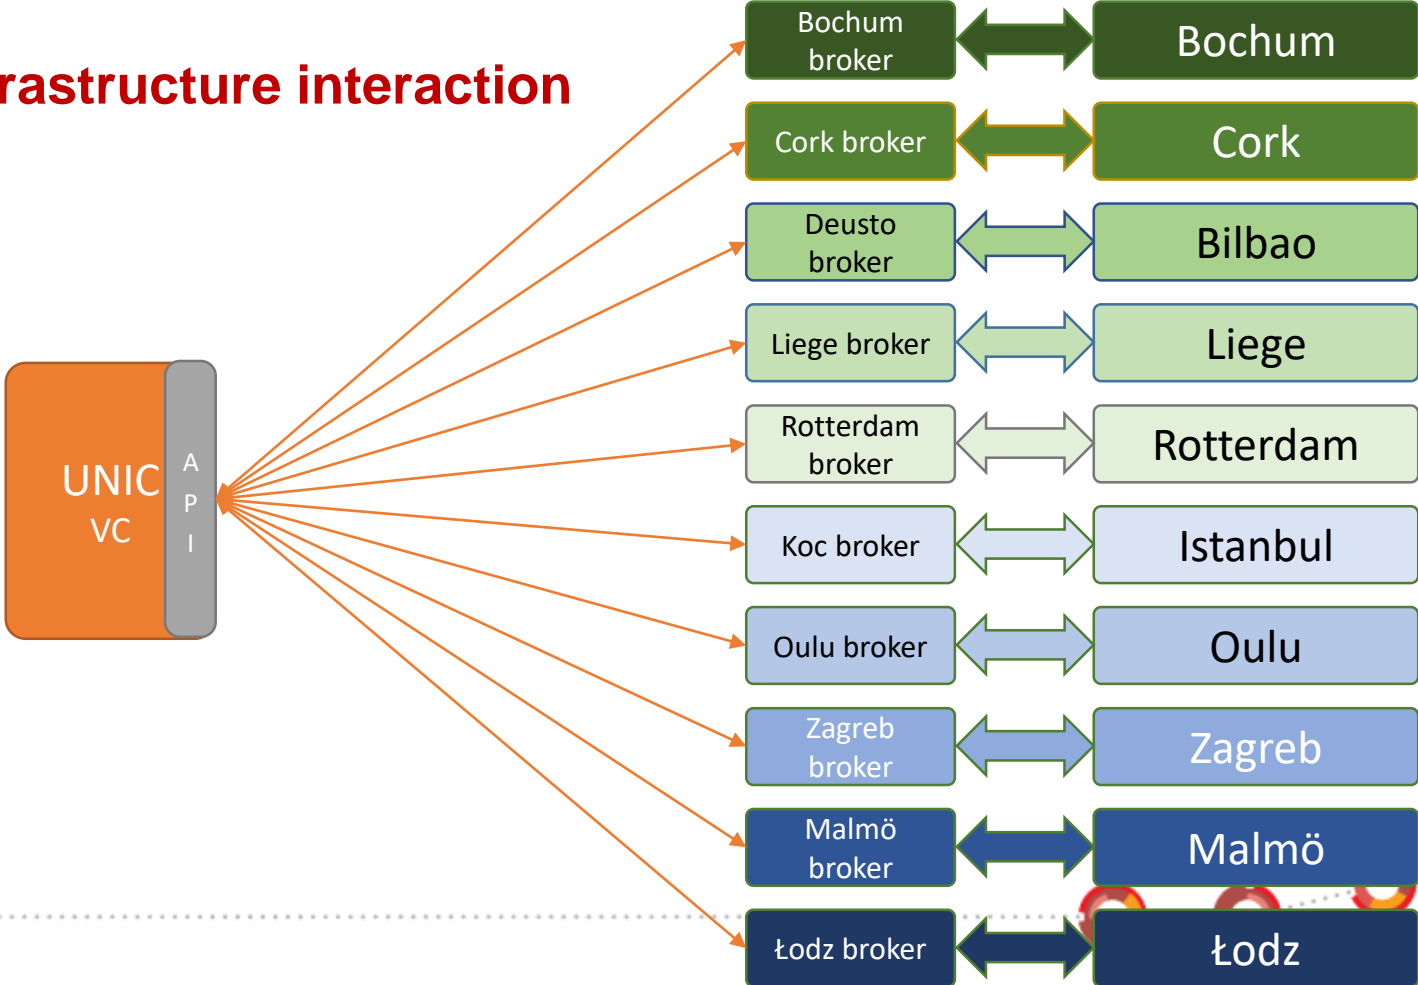 rastructure interaction
Bochum
broker
Bochum
Cork broker
Cork
Deusto
broker
Bilbao
Liege broker
Liege
Rotterdam
broker
Rotterdam
UNIC
VC
A
P
I
Koc broker
Istanbul
Oulu broker
Oulu
Zagreb
broker
Zagreb
Malmö
broker
Malmö
Łodz broker
Łodz